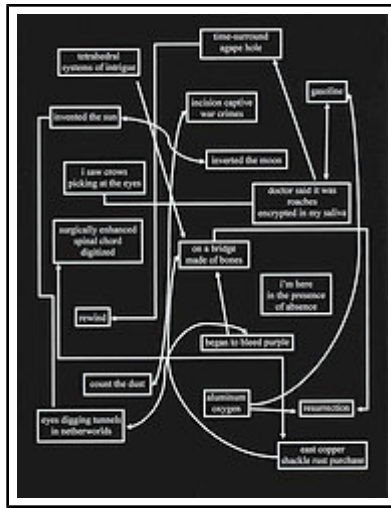 time-surround
agape hole
tetrahedral
systems of intrigue
gasoline
incision captive
war crimes
invented the sun
inverted the moon
i saw crows
picking at the eyes
doctor said it was
roaches
encrypted in my saliva
surgically enhanced
spinal chord
digitized
on a bridge
made of bones
i'm here
in the presence
of absence
rewind
began to bleed purple
count the dust
aluminum
oxygen
resurrection
eyes digging tunnels
in netherworlds
east copper
shackle rust purchase